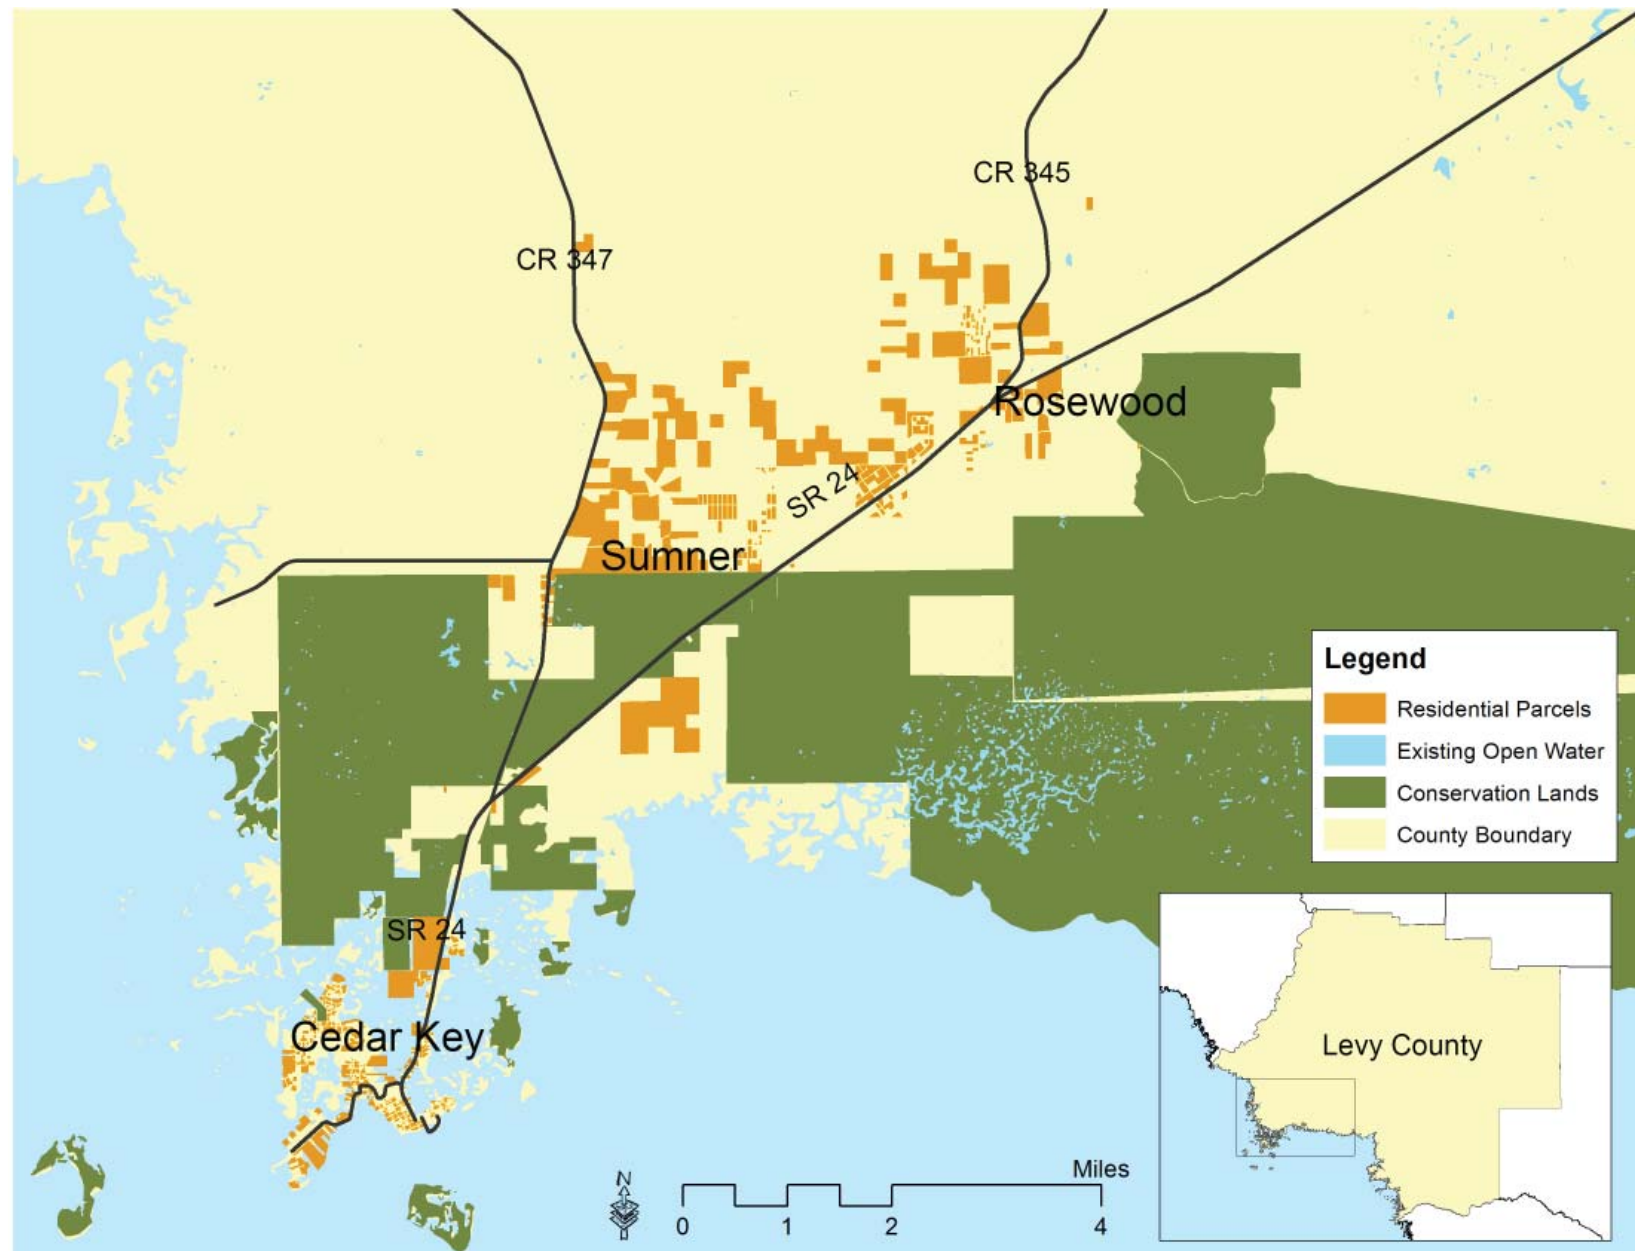 CR 345
CR 347
Rosewood
SR 24
Sumner
Legend
Residential Parcels
Existing Open Water
Conservation Lands
County Boundary
SR 24
Cedar Key
Levy County
N
Miles
0 1 2 4